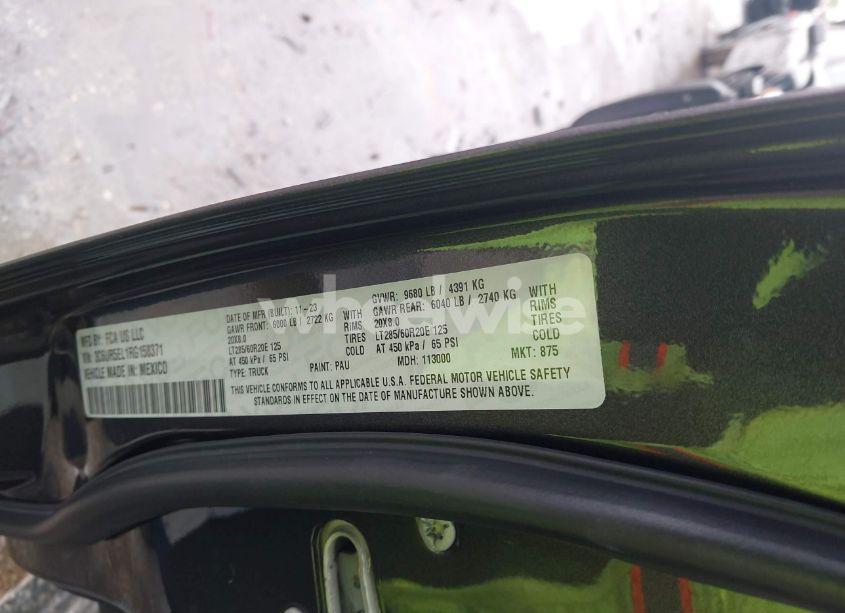 MFD BY: FCA US LLC
DATE OF MFR (BUILT): 11-23
GVWR: 9680 LB / 4391 KG
VIN: 3C6UR5EL1RG150371
GAWR FRONT: 6000 LB / 2722 KG WITH
GAWR REAR: 6040 LB / 2740 KG WITH
VEHICLE MADE IN: MEXICO
20X8.0 RIMS
20X8.0 RIMS
LT285/60R20E 125 TIRES
LT285/60R20E 125 TIRES
AT 450 kPa / 65 PSI COLD
AT 450 kPa / 65 PSI COLD
TYPE: TRUCK
PAINT: PAU
MDH: 113000
MKT: 875
THIS VEHICLE CONFORMS TO ALL APPLICABLE U.S.A. FEDERAL MOTOR VEHICLE SAFETY
STANDARDS IN EFFECT ON THE DATE OF MANUFACTURE SHOWN ABOVE.
wheelwise